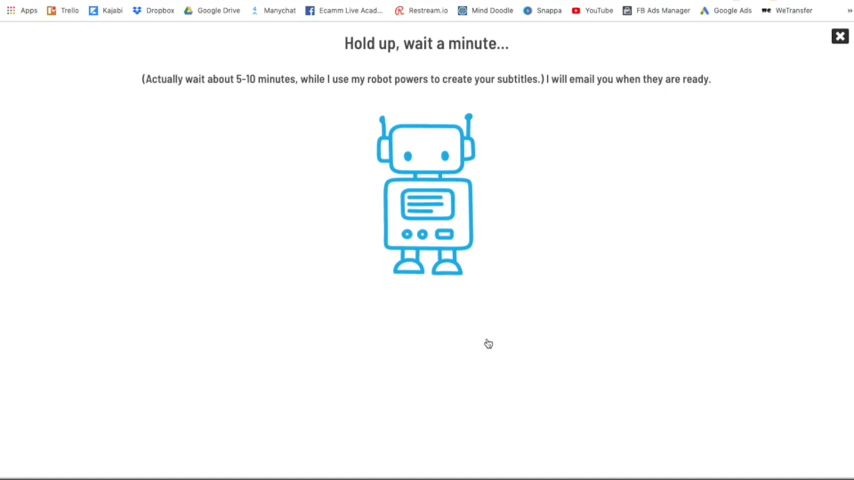 Apps Trello Kajabi Dropbox Google Drive Manychat Ecamm Live Acad... Restream.io Mind Doodle Snappa YouTube FB Ads Manager Google Ads WeTransfer »
Hold up, wait a minute...
(Actually wait about 5-10 minutes, while I use my robot powers to create your subtitles.) I will email you when they are ready.